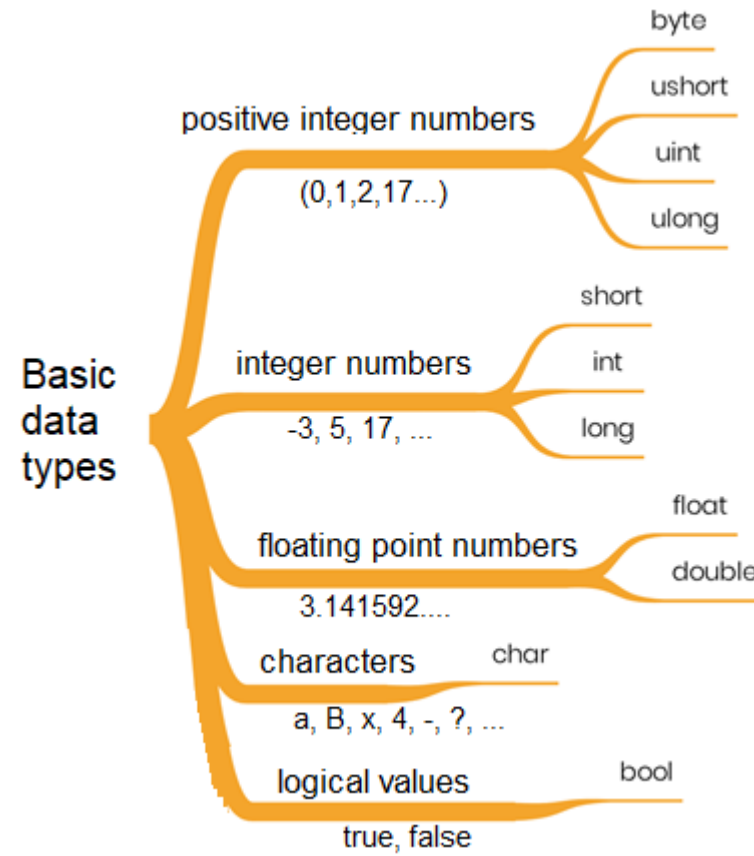 Basic
data
types
positive integer numbers
(0,1,2,17...)
byte
ushort
uint
ulong
integer numbers
-3, 5, 17, ...
short
int
long
floating point numbers
3.141592....
float
double
characters
a, B, x, 4, -, ?, ...
char
logical values
true, false
bool